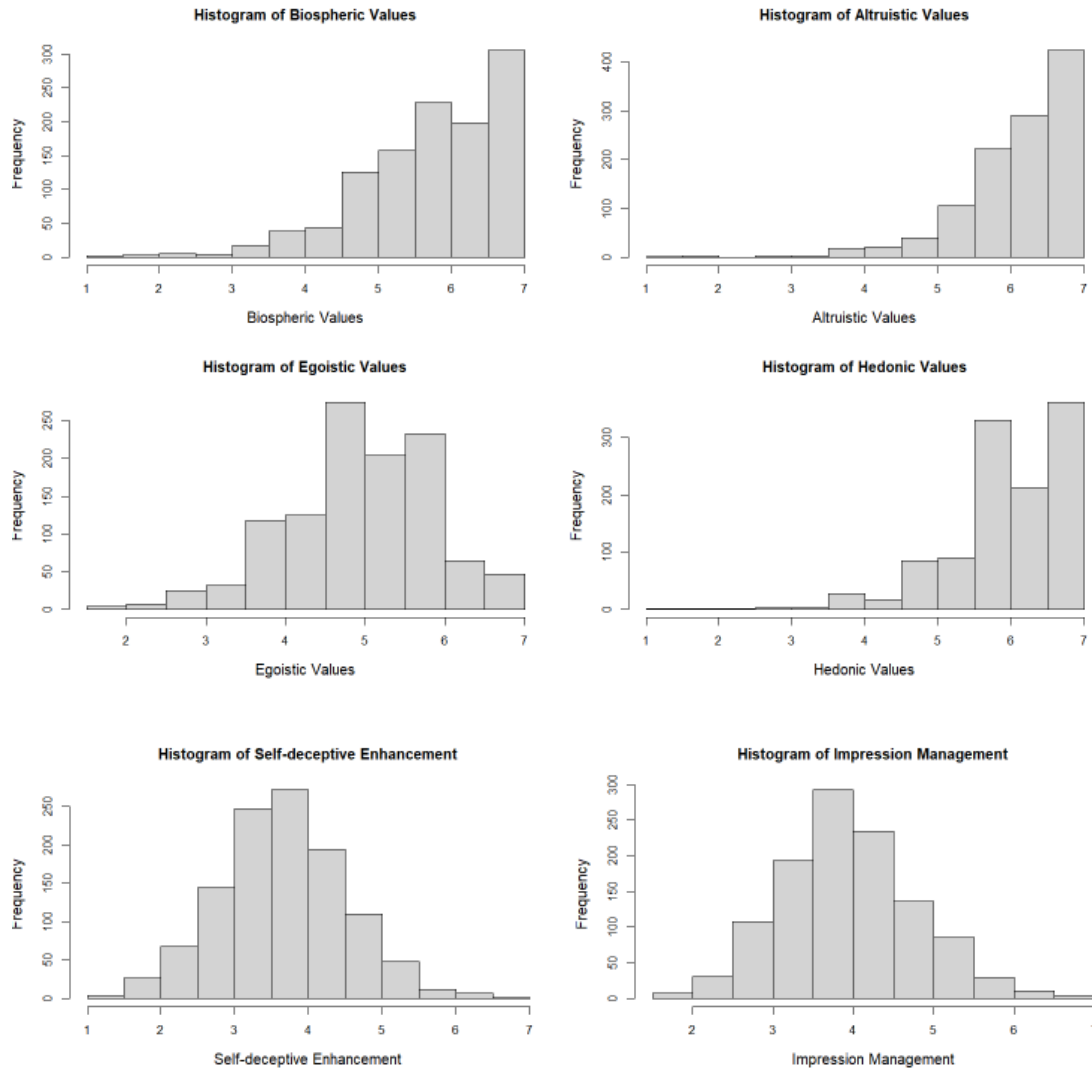 Histogram of Biospheric Values
Frequency
0 50 100 150 200 250 300
1 2 3 4 5 6 7
Biospheric Values
Histogram of Altruistic Values
Frequency
0 100 200 300 400
1 2 3 4 5 6 7
Altruistic Values
Histogram of Egoistic Values
Frequency
0 50 100 150 200 250
2 3 4 5 6 7
Egoistic Values
Histogram of Hedonic Values
Frequency
0 100 200 300
1 2 3 4 5 6 7
Hedonic Values
Histogram of Self-deceptive Enhancement
Frequency
0 50 100 150 200 250
1 2 3 4 5 6 7
Self-deceptive Enhancement
Histogram of Impression Management
Frequency
0 50 100 150 200 250 300
2 3 4 5 6
Impression Management